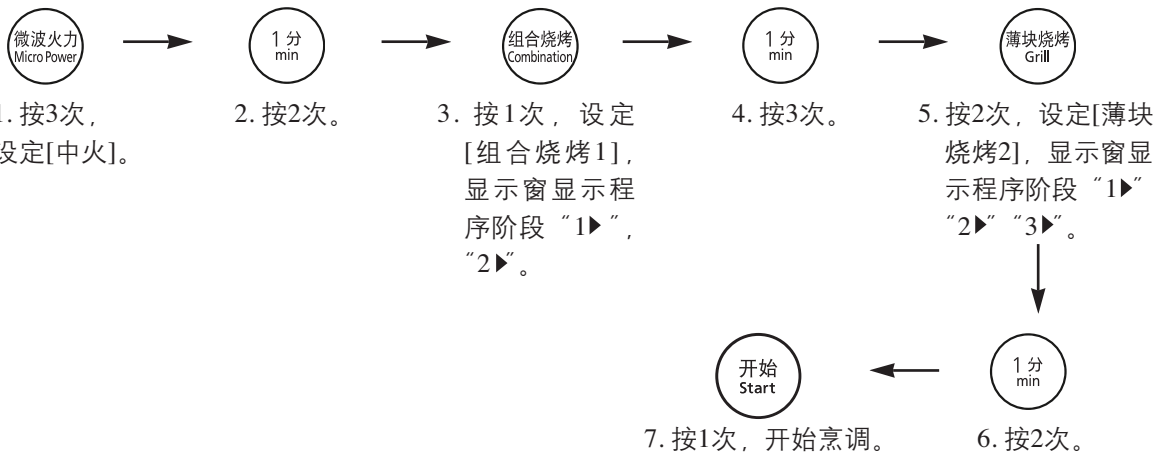 微波火力
Micro Power
1 分
min
组合烧烤
Combination
1 分
min
薄块烧烤
Grill
1. 按3次，
设定[中火]。
2. 按2次。
3. 按1次，设定
[组合烧烤1]，
显示窗显示程
序阶段 "1▶"，
"2▶"。
4. 按3次。
5. 按2次，设定[薄块
烧烤2]，显示窗显
示程序阶段 "1▶"
"2▶" "3▶"。
1 分
min
6. 按2次。
开始
Start
7. 按1次，开始烹调。